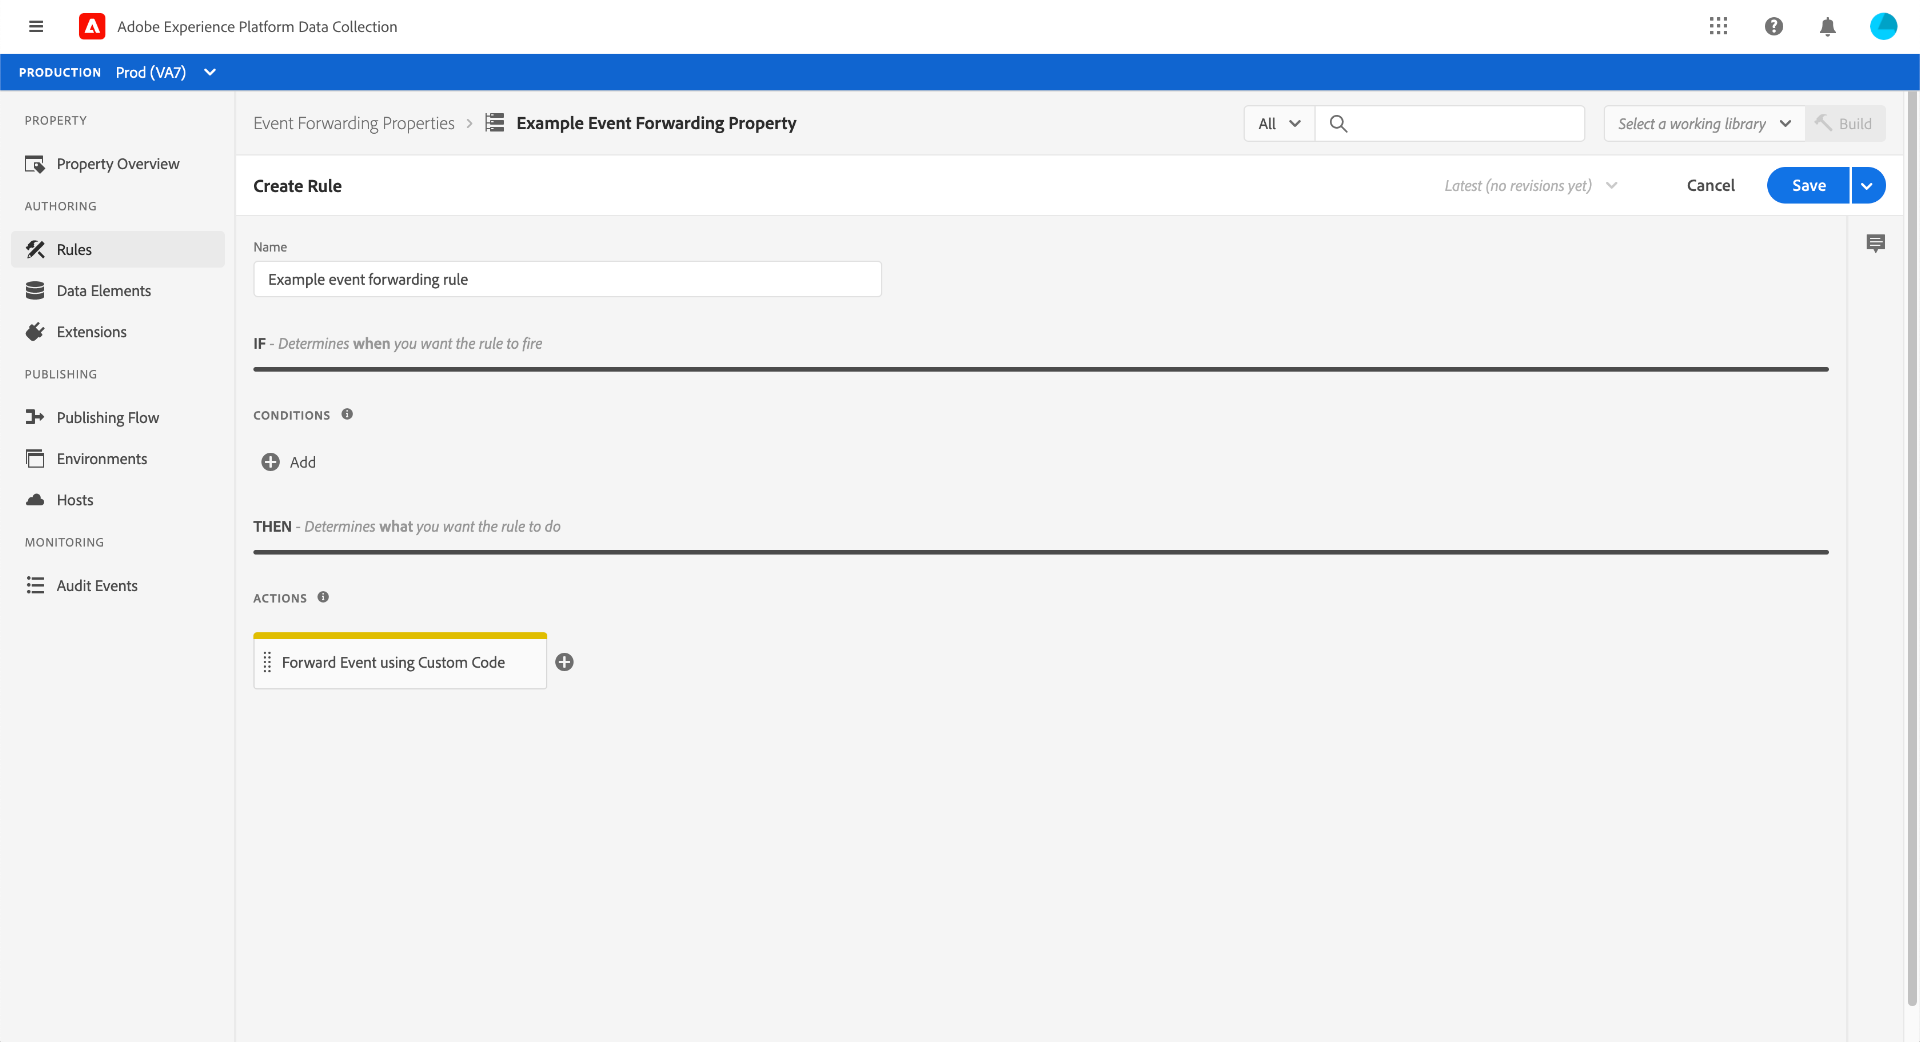 Adobe Experience Platform Data Collection
PRODUCTION Prod (VA7)
PROPERTY
Property Overview
AUTHORING
Rules
Data Elements
Extensions
PUBLISHING
Publishing Flow
Environments
Hosts
MONITORING
Audit Events
Event Forwarding Properties > Example Event Forwarding Property
All
Select a working library
Build
Create Rule
Latest (no revisions yet)
Cancel
Save
Name
Example event forwarding rule
IF - Determines when you want the rule to fire
CONDITIONS
Add
THEN - Determines what you want the rule to do
ACTIONS
Forward Event using Custom Code